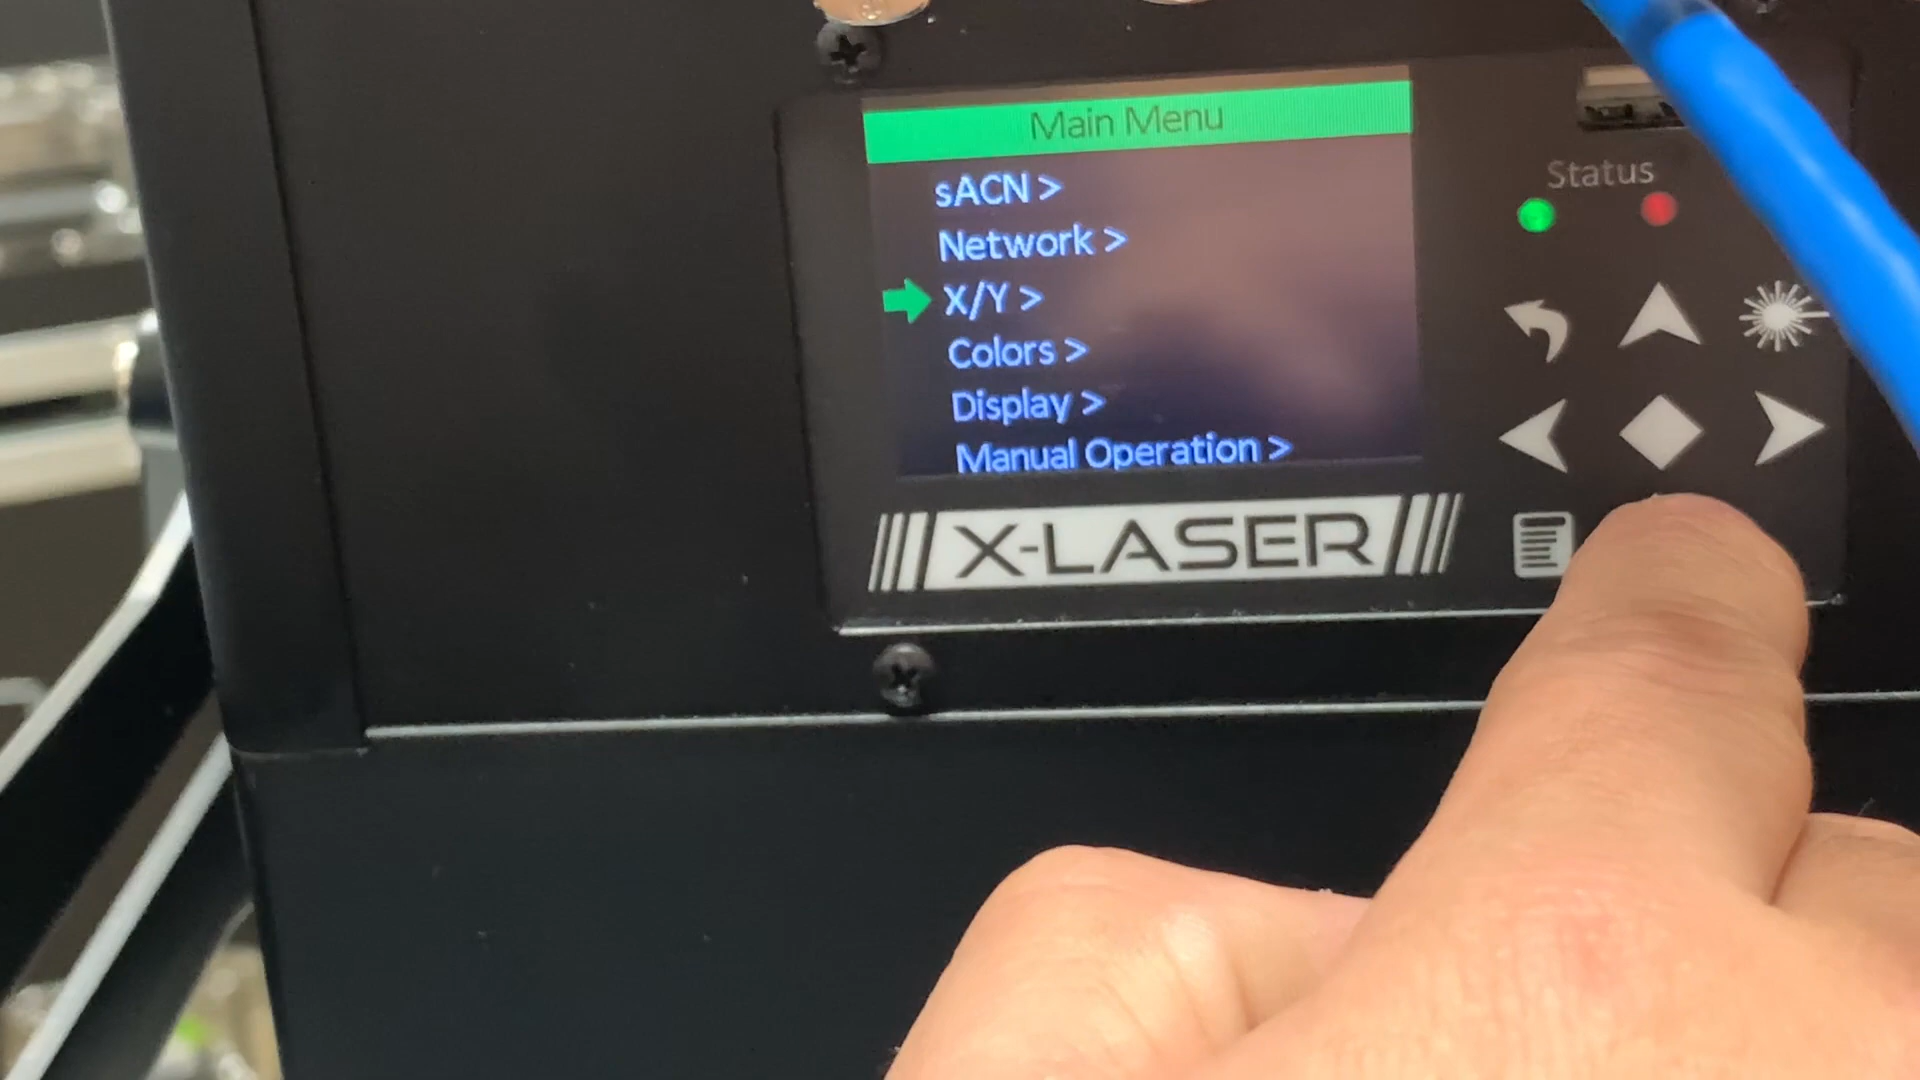 Main Menu
sACN >
Network >
X/Y >
Colors >
Display >
Manual Operation >
Status
X-LASER